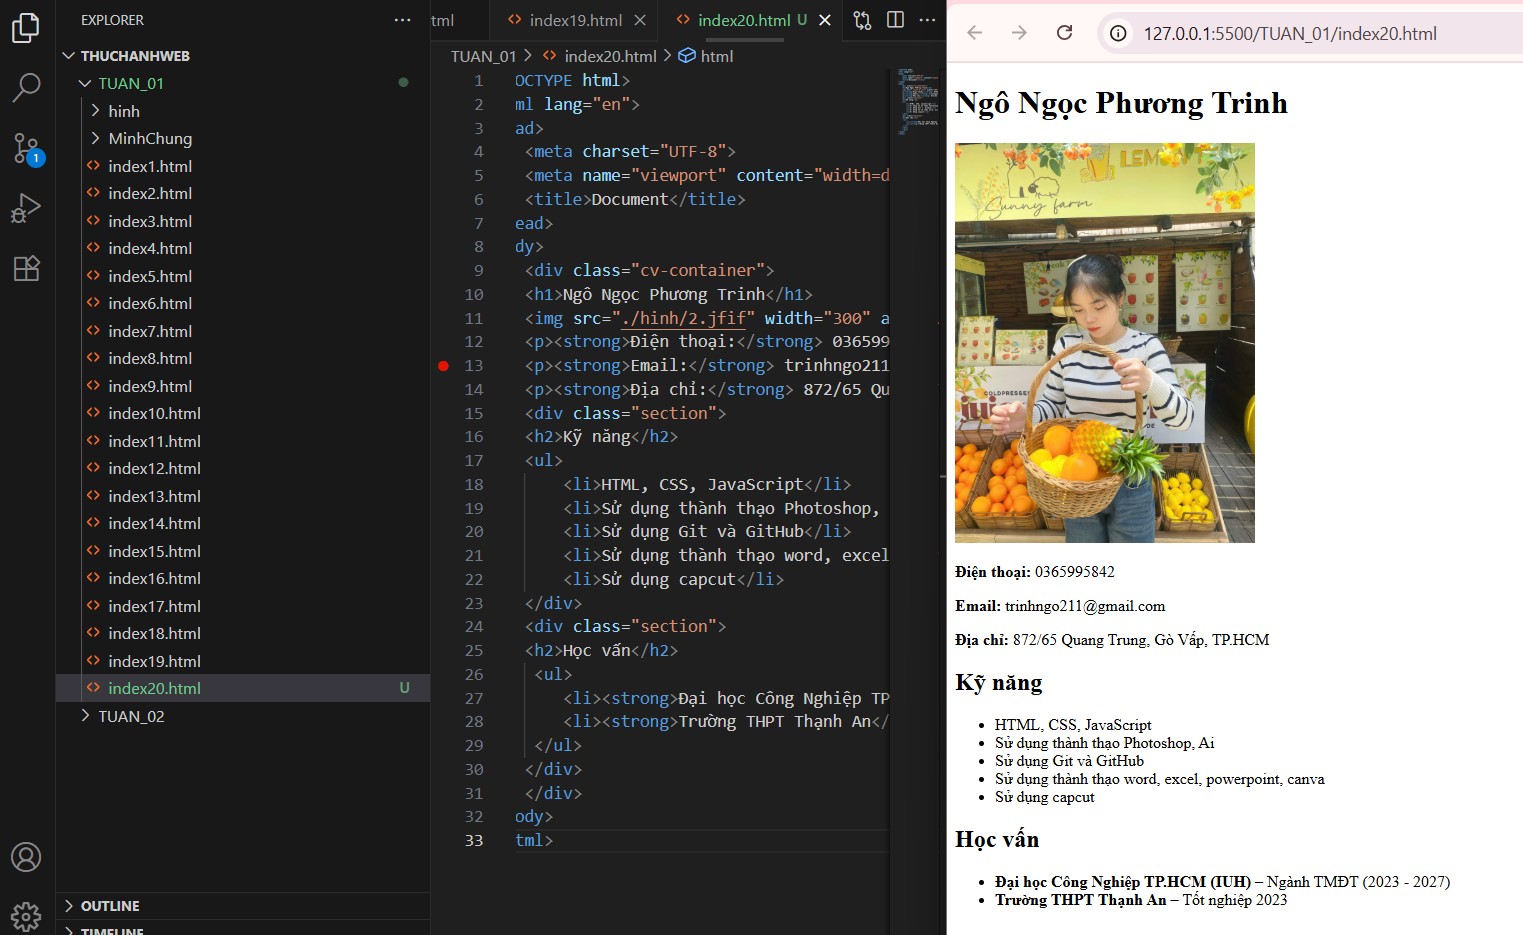 EXPLORER
THUCHANHWEB
TUAN_01
hinh
MinhChung
index1.html
index2.html
index3.html
index4.html
index5.html
index6.html
index7.html
index8.html
index9.html
index10.html
index11.html
index12.html
index13.html
index14.html
index15.html
index16.html
index17.html
index18.html
index19.html
index20.html U
TUAN_02
OUTLINE
TIMELINE
1
tml index19.html index20.html U
TUAN_01 > index20.html > html
1 OCTYPE html>
2 ml lang="en">
3 ad>
4 <meta charset="UTF-8">
5 <meta name="viewport" content="width=d
6 <title>Document</title>
7 ead>
8 dy>
9 <div class="cv-container">
10 <h1>Ngô Ngọc Phương Trinh</h1>
11 <img src="./hinh/2.jfif" width="300" a
12 <p><strong>Điện thoại:</strong> 036599
13 <p><strong>Email:</strong> trinhngo211
14 <p><strong>Địa chỉ:</strong> 872/65 Qu
15 <div class="section">
16 <h2>Kỹ năng</h2>
17 <ul>
18 <li>HTML, CSS, JavaScript</li>
19 <li>Sử dụng thành thạo Photoshop,
20 <li>Sử dụng Git và GitHub</li>
21 <li>Sử dụng thành thạo word, excel
22 <li>Sử dụng capcut</li>
23 </div>
24 <div class="section">
25 <h2>Học vấn</h2>
26 <ul>
27 <li><strong>Đại học Công Nghiệp TP
28 <li><strong>Trường THPT Thạnh An</
29 </ul>
30 </div>
31 </div>
32 ody>
33 tml>
127.0.0.1:5500/TUAN_01/index20.html
Ngô Ngọc Phương Trinh
Sunny farm
COLDPRESSED
Điện thoại: 0365995842
Email: trinhngo211@gmail.com
Địa chỉ: 872/65 Quang Trung, Gò Vấp, TP.HCM
Kỹ năng
• HTML, CSS, JavaScript
• Sử dụng thành thạo Photoshop, Ai
• Sử dụng Git và GitHub
• Sử dụng thành thạo word, excel, powerpoint, canva
• Sử dụng capcut
Học vấn
• Đại học Công Nghiệp TP.HCM (IUH) – Ngành TMĐT (2023 - 2027)
• Trường THPT Thạnh An – Tốt nghiệp 2023